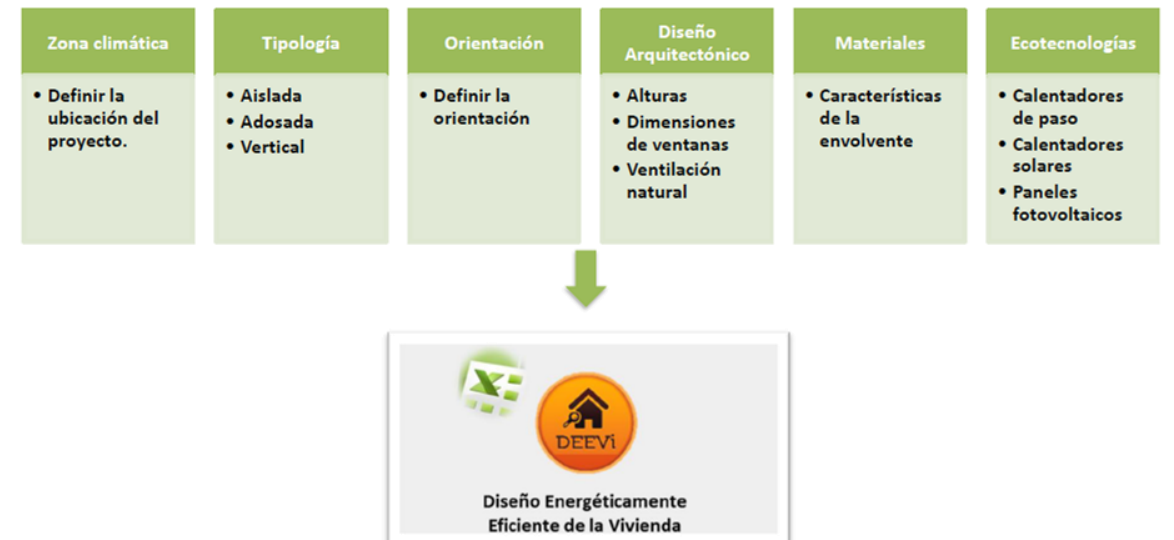 Zona climática
• Definir la
ubicación del
proyecto.
Tipología
• Aislada
• Adosada
• Vertical
Orientación
• Definir la
orientación
Diseño
Arquitectónico
• Alturas
• Dimensiones
de ventanas
• Ventilación
natural
Materiales
• Características
de la
envolvente
Ecotecnologías
• Calentadores
de paso
• Calentadores
solares
• Paneles
fotovoltaicos
X
DEEVi
Diseño Energéticamente
Eficiente de la Vivienda